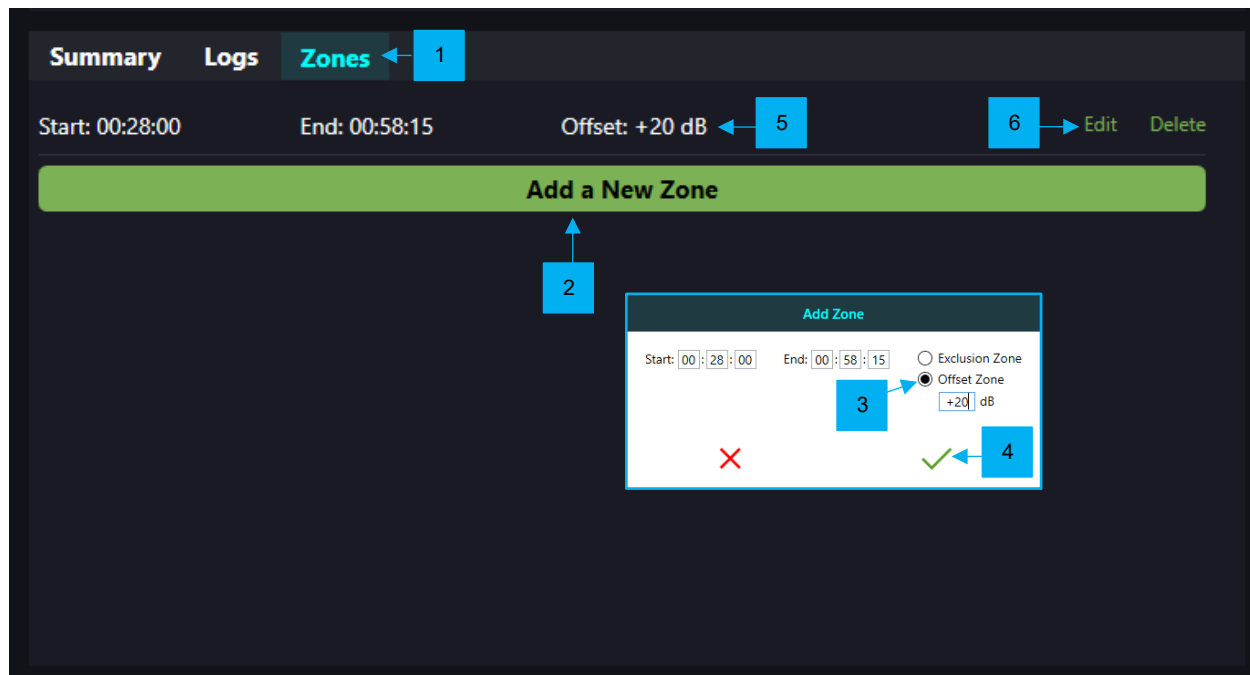 Summary Logs Zones 1
Start: 00:28:00 End: 00:58:15 Offset: +20 dB 5 6 Edit Delete
Add a New Zone
2
Add Zone
Start: 00 : 28 : 00 End: 00 : 58 : 15 Exclusion Zone
Offset Zone
3 +20 dB
4